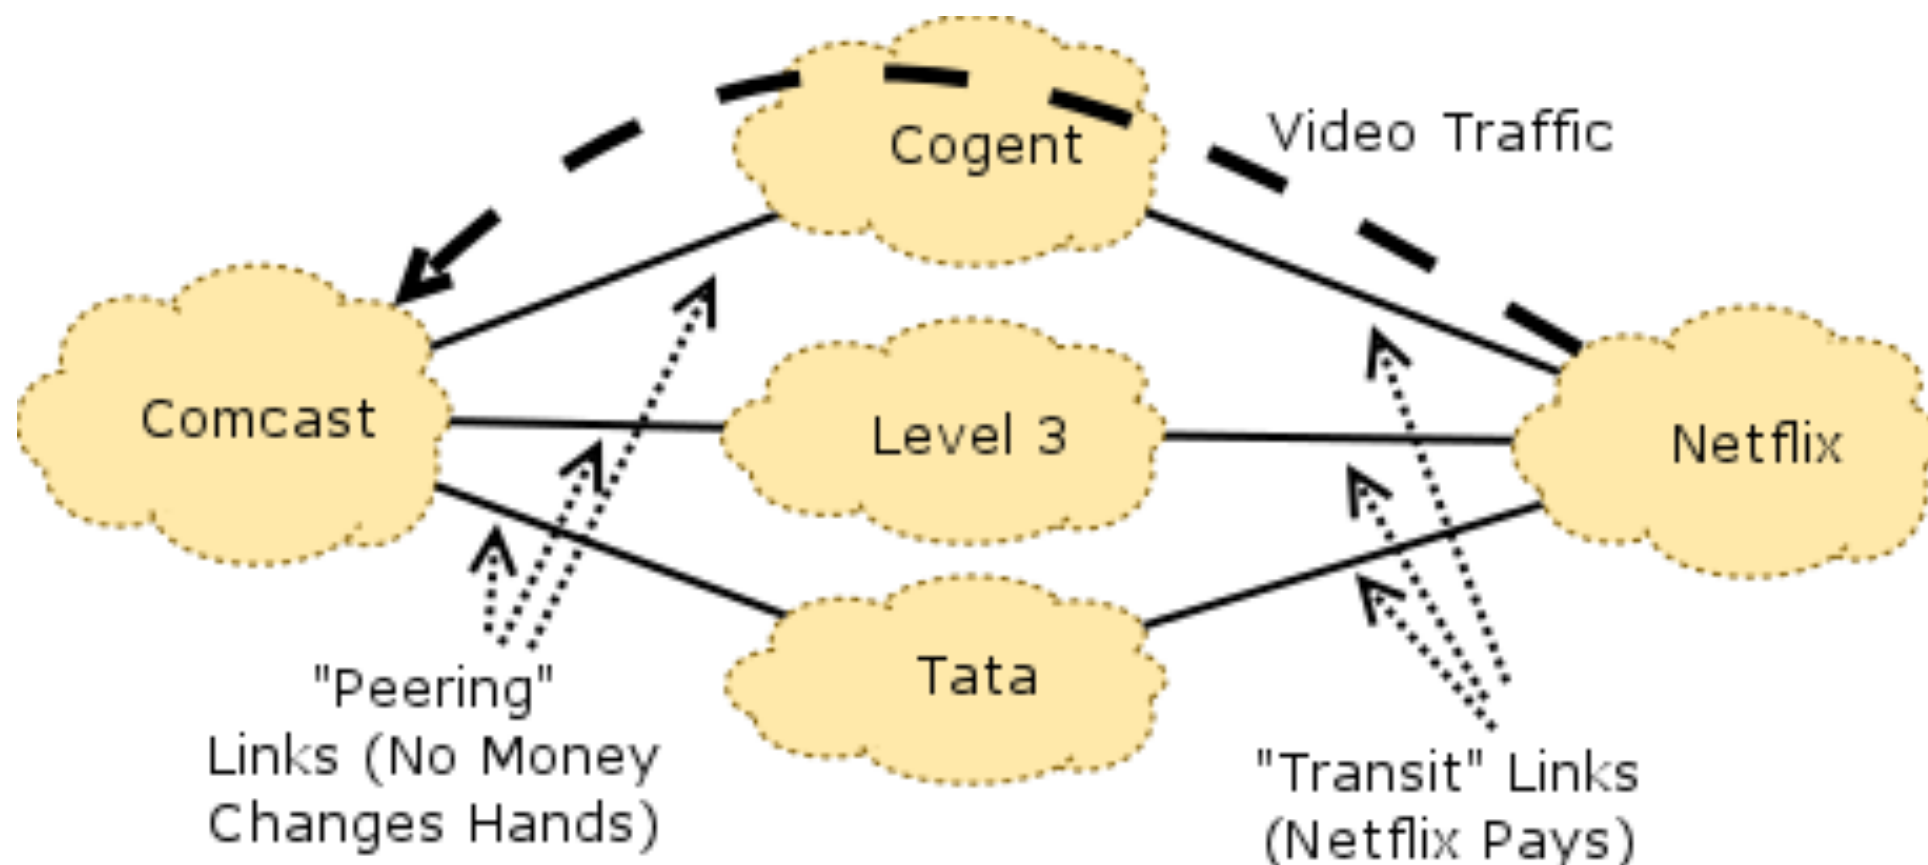 Cogent
Video Traffic
Comcast
Level 3
Netflix
Tata
"Peering"
Links (No Money
Changes Hands)
"Transit" Links
(Netflix Pays)